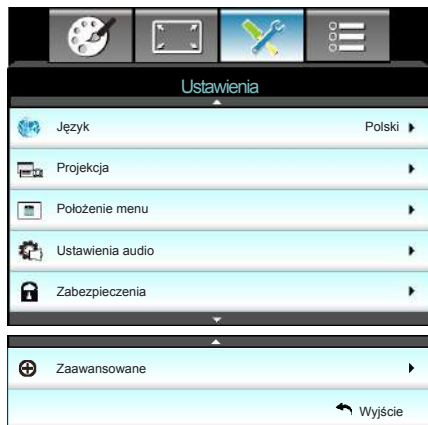 Ustawienia
Język Polski
Projekcja
Położenie menu
Ustawienia audio
Zabezpieczenia
Zaawansowane
Wyjście